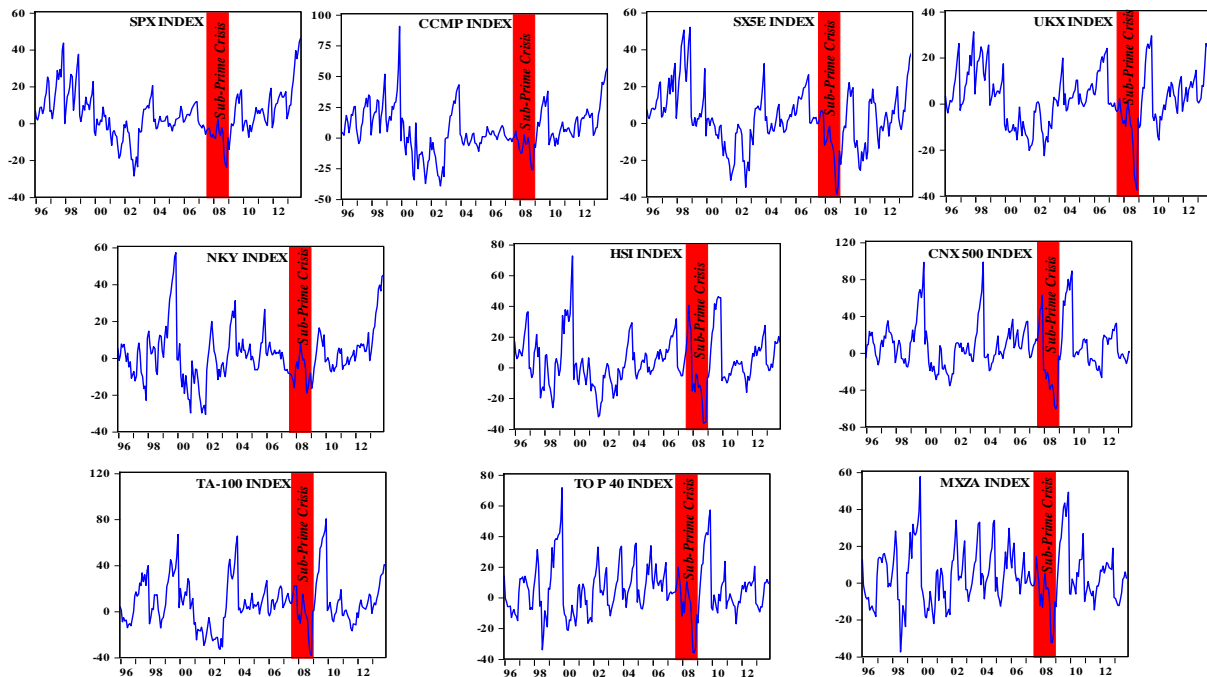 SPX INDEX
60
40
20
0
-20
-40
Sub-Prime Crisis
96 98 00 02 04 06 08 10 12
CCMP INDEX
100
75
50
25
0
-25
-50
Sub-Prime Crisis
96 98 00 02 04 06 08 10 12
SX5E INDEX
60
40
20
0
-20
-40
Sub-Prime Crisis
96 98 00 02 04 06 08 10 12
UKX INDEX
40
20
0
-20
-40
Sub-Prime Crisis
96 98 00 02 04 06 08 10 12
NKY INDEX
60
40
20
0
-20
-40
Sub-Prime Crisis
96 98 00 02 04 06 08 10 12
HSI INDEX
80
60
40
20
0
-20
-40
Sub-Prime Crisis
96 98 00 02 04 06 08 10 12
CNX 500 INDEX
120
80
40
0
-40
-80
Sub-Prime Crisis
96 98 00 02 04 06 08 10 12
TA-100 INDEX
120
80
40
0
-40
Sub-Prime Crisis
96 98 00 02 04 06 08 10 12
TO P 40 INDEX
80
60
40
20
0
-20
-40
Sub-Prrime Crisis
96 98 00 02 04 06 08 10 12
MXZA INDEX
60
40
20
0
-20
-40
Sub-Prime Crisis
96 98 00 02 04 06 08 10 12